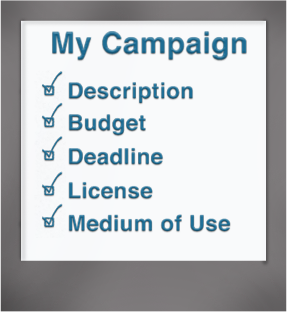 My Campaign
Description
Budget
Deadline
License
Medium of Use